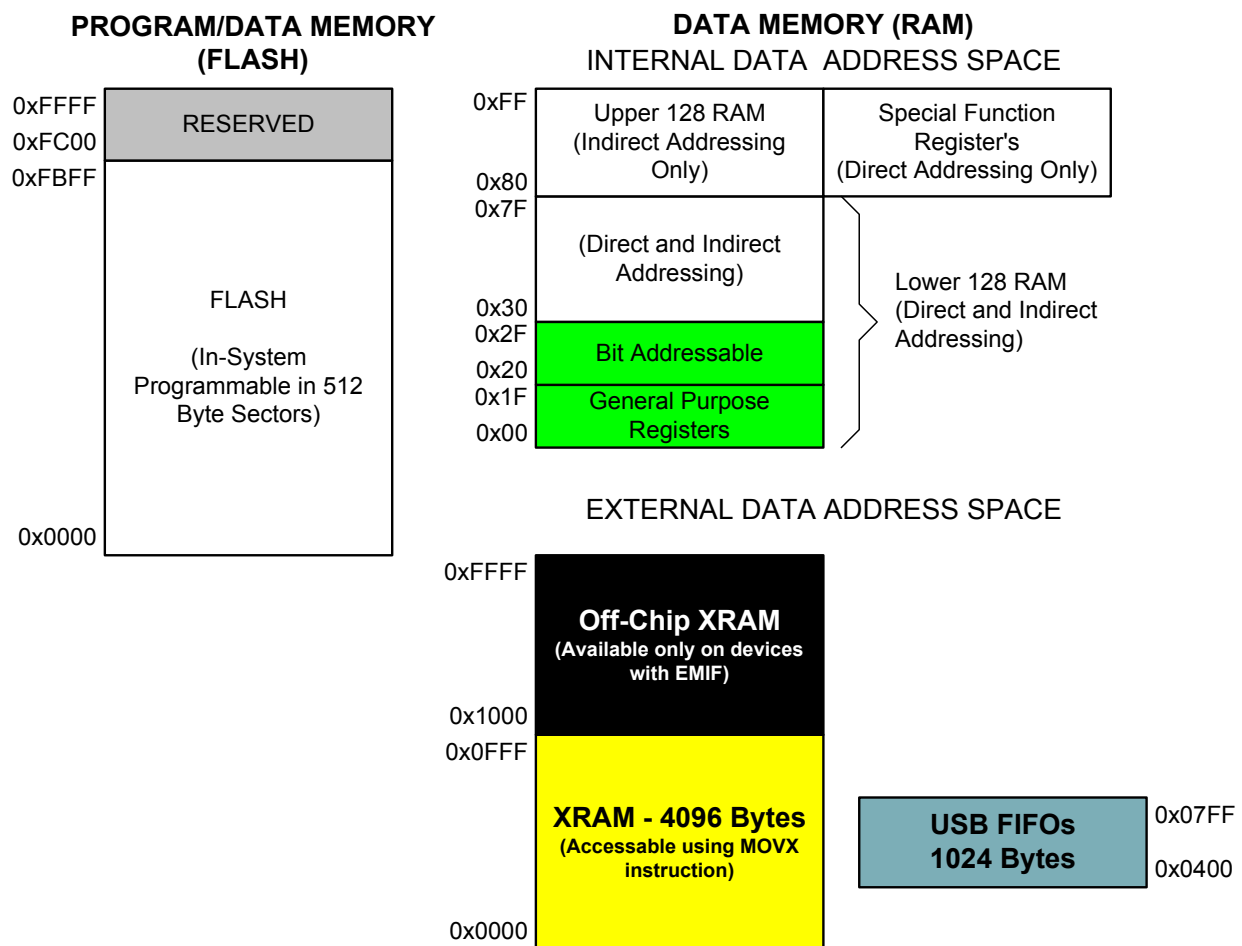 PROGRAM/DATA MEMORY
(FLASH)
0xFFFF
RESERVED
0xFC00
0xFBFF
FLASH
(In-System
Programmable in 512
Byte Sectors)
0x0000
DATA MEMORY (RAM)
INTERNAL DATA ADDRESS SPACE
0xFF
Upper 128 RAM
(Indirect Addressing
Only)
0x80
Special Function
Register's
(Direct Addressing Only)
0x7F
(Direct and Indirect
Addressing)
0x30
0x2F
Bit Addressable
0x20
0x1F
General Purpose
Registers
0x00
Lower 128 RAM
(Direct and Indirect
Addressing)
EXTERNAL DATA ADDRESS SPACE
0xFFFF
Off-Chip XRAM
(Available only on devices
with EMIF)
0x1000
0x0FFF
XRAM - 4096 Bytes
(Accessable using MOVX
instruction)
0x0000
USB FIFOs
1024 Bytes
0x07FF
0x0400